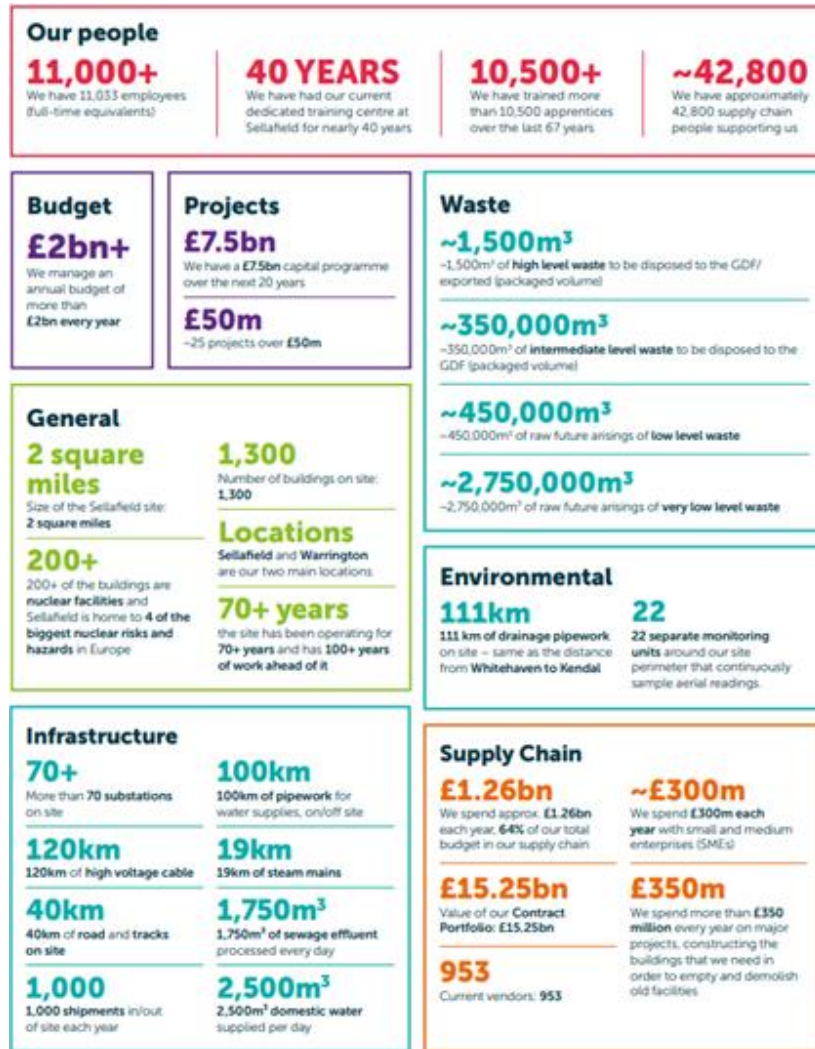 Our people
11,000+
We have 11,033 employees
(full-time equivalents)
40 YEARS
We have had our current
dedicated training centre at
Sellafield for nearly 40 years
10,500+
We have trained more
than 10,500 apprentices
over the last 67 years
~42,800
We have approximately
42,800 supply chain
people supporting us
Budget
£2bn+
We manage an
annual budget of
more than
£2bn every year
Projects
£7.5bn
We have a £7.5bn capital programme
over the next 20 years
£50m
~25 projects over £50m
Waste
~1,500m³
~1,500m³ of high level waste to be disposed to the GDF/
exported (packaged volume)
~350,000m³
~350,000m³ of intermediate level waste to be disposed to the
GDF (packaged volume)
~450,000m³
~450,000m³ of raw future arisings of low level waste
~2,750,000m³
~2,750,000m³ of raw future arisings of very low level waste
General
2 square
miles
Size of the Sellafield site:
2 square miles
200+
200+ of the buildings are
nuclear facilities and
Sellafield is home to 4 of the
biggest nuclear risks and
hazards in Europe
1,300
Number of buildings on site:
1,300
Locations
Sellafield and Warrington
are our two main locations
70+ years
the site has been operating for
70+ years and has 100+ years
of work ahead of it
Environmental
111km
111 km of drainage pipework
on site – same as the distance
from Whitehaven to Kendal
22
22 separate monitoring
units around our site
perimeter that continuously
sample aerial readings.
Infrastructure
70+
More than 70 substations
on site
120km
120km of high voltage cable
40km
40km of road and tracks
on site
1,000
1,000 shipments in/out
of site each year
100km
100km of pipework for
water supplies, on/off site
19km
19km of steam mains
1,750m³
1,750m³ of sewage effluent
processed every day
2,500m³
2,500m³ domestic water
supplied per day
Supply Chain
£1.26bn
We spend approx. £1.26bn
each year, 64% of our total
budget in our supply chain
£15.25bn
Value of our Contract
Portfolio: £15.25bn
953
Current vendors: 953
~£300m
We spend £300m each
year with small and medium
enterprises (SMEs)
£350m
We spend more than £350
million every year on major
projects, constructing the
buildings that we need in
order to empty and demolish
old facilities